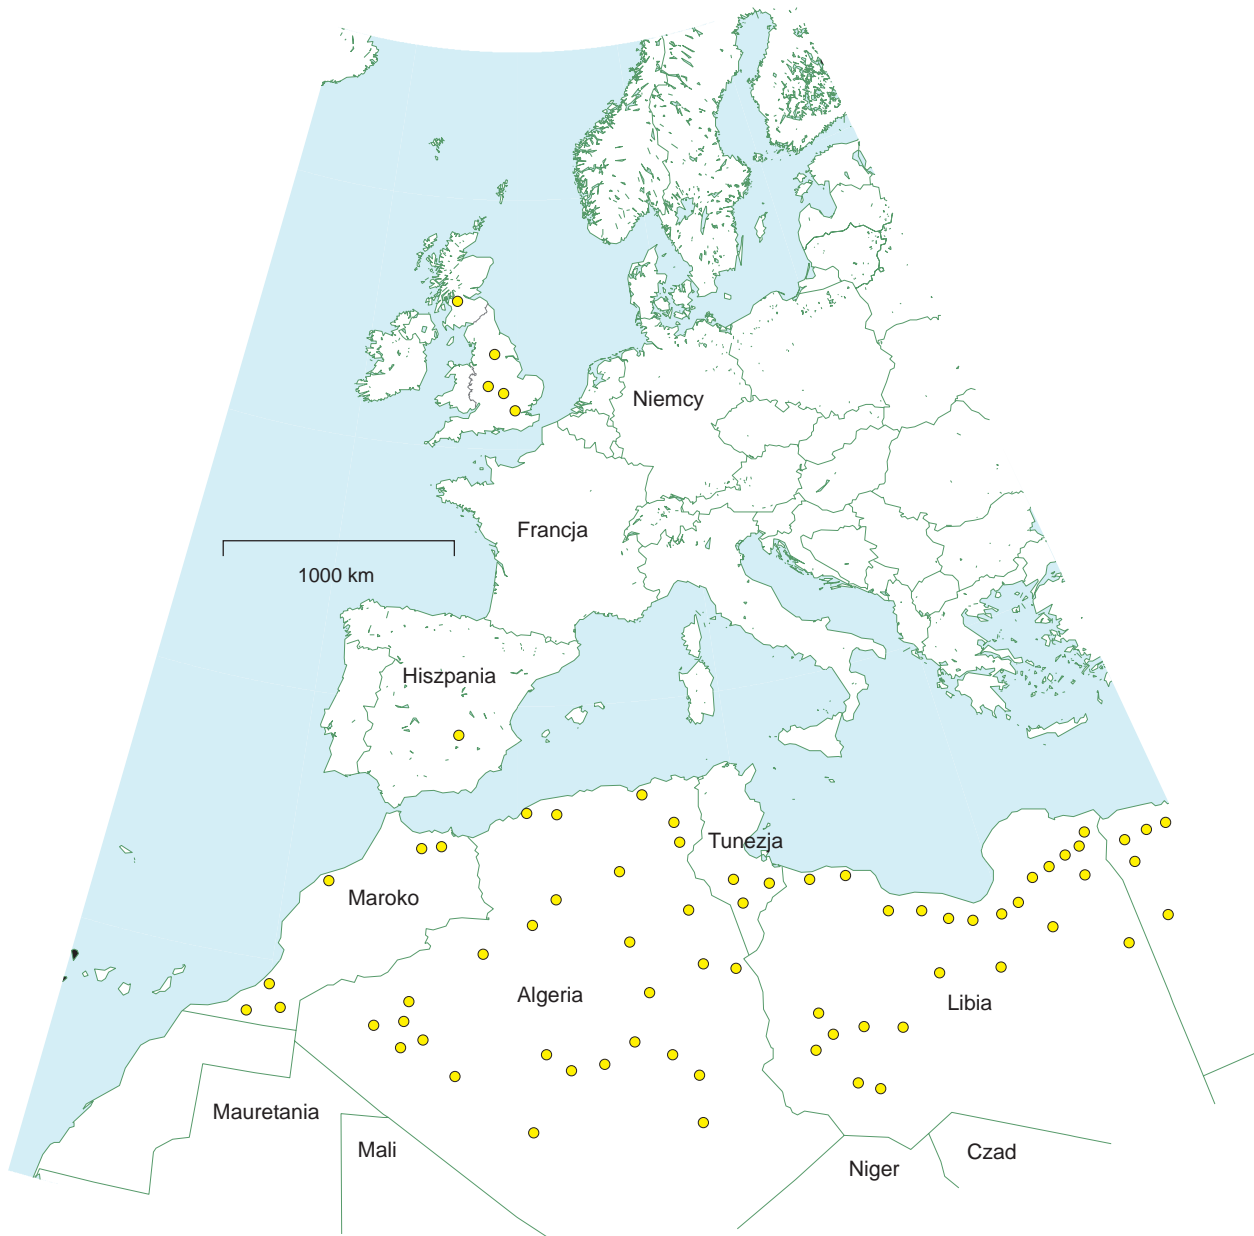 Niemcy
Francja
1000 km
Hiszpania
Tunezja
Maroko
Algeria
Libia
Mauretania
Mali
Czad
Niger